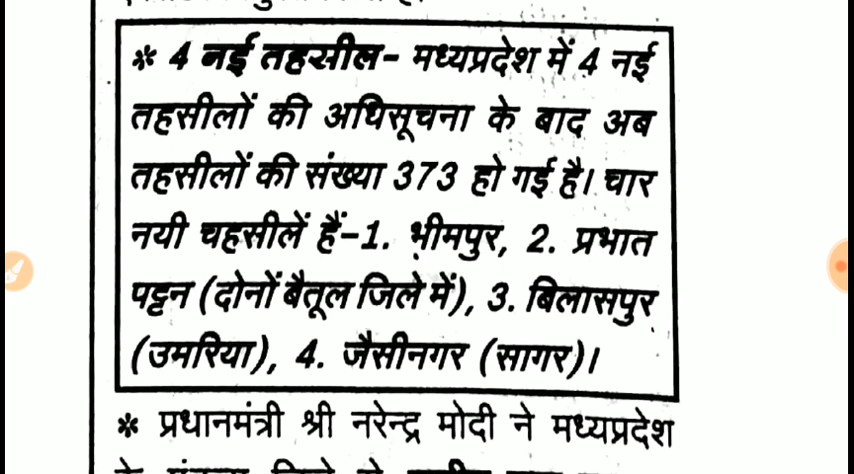 * 4 नई तहसील- मध्यप्रदेश में 4 नई
तहसीलों की अधिसूचना के बाद अब
तहसीलों की संख्या 373 हो गई है। चार
नयी चहसीलें हैं-1. भीमपुर, 2. प्रभात
पट्टन (दोनों बैतूल जिले में), 3. बिलासपुर
(उमरिया), 4. जैसीनगर (सागर)।
* प्रधानमंत्री श्री नरेन्द्र मोदी ने मध्यप्रदेश